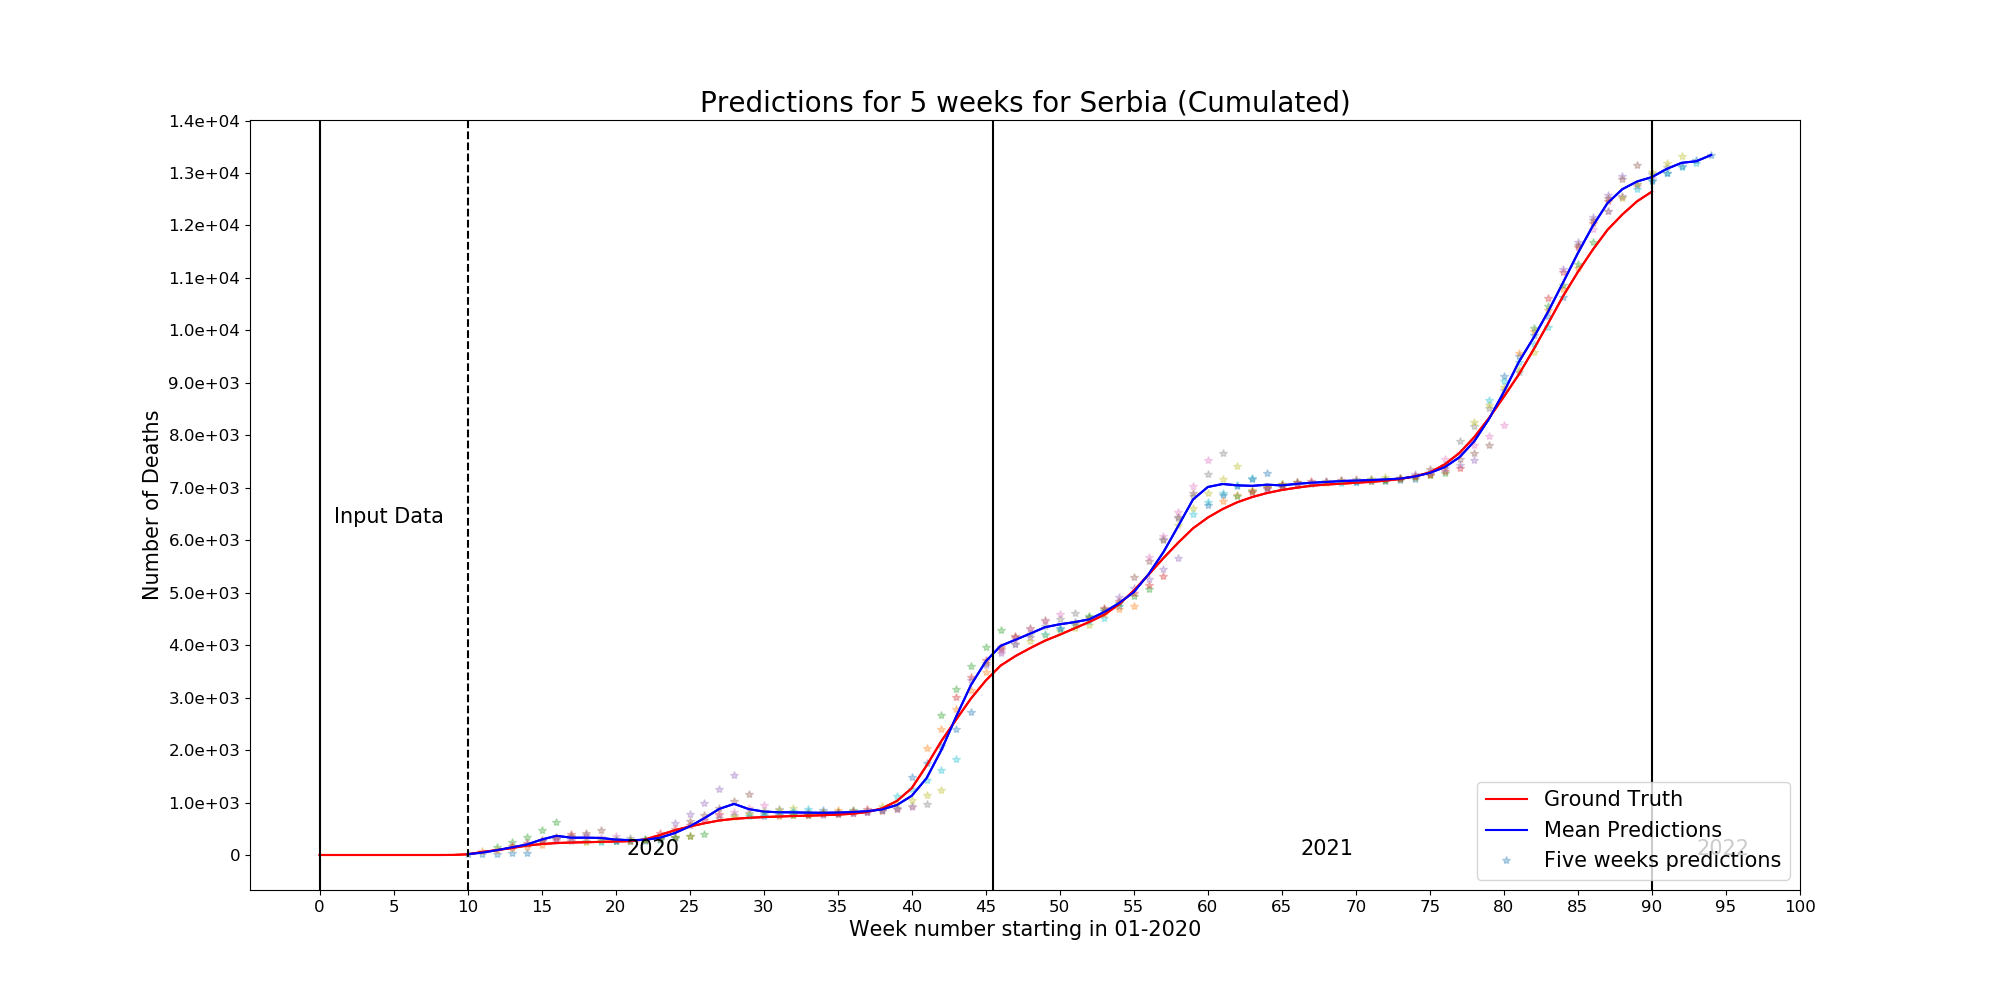 Predictions for 5 weeks for Serbia (Cumulated)
1.4e+04
1.3e+04
1.2e+04
1.1e+04
1.0e+04
9.0e+03
8.0e+03
7.0e+03
6.0e+03
5.0e+03
4.0e+03
3.0e+03
2.0e+03
1.0e+03
0
Number of Deaths
Input Data
2020
2021
2022
Ground Truth
Mean Predictions
Five weeks predictions
0 5 10 15 20 25 30 35 40 45 50 55 60 65 70 75 80 85 90 95 100
Week number starting in 01-2020